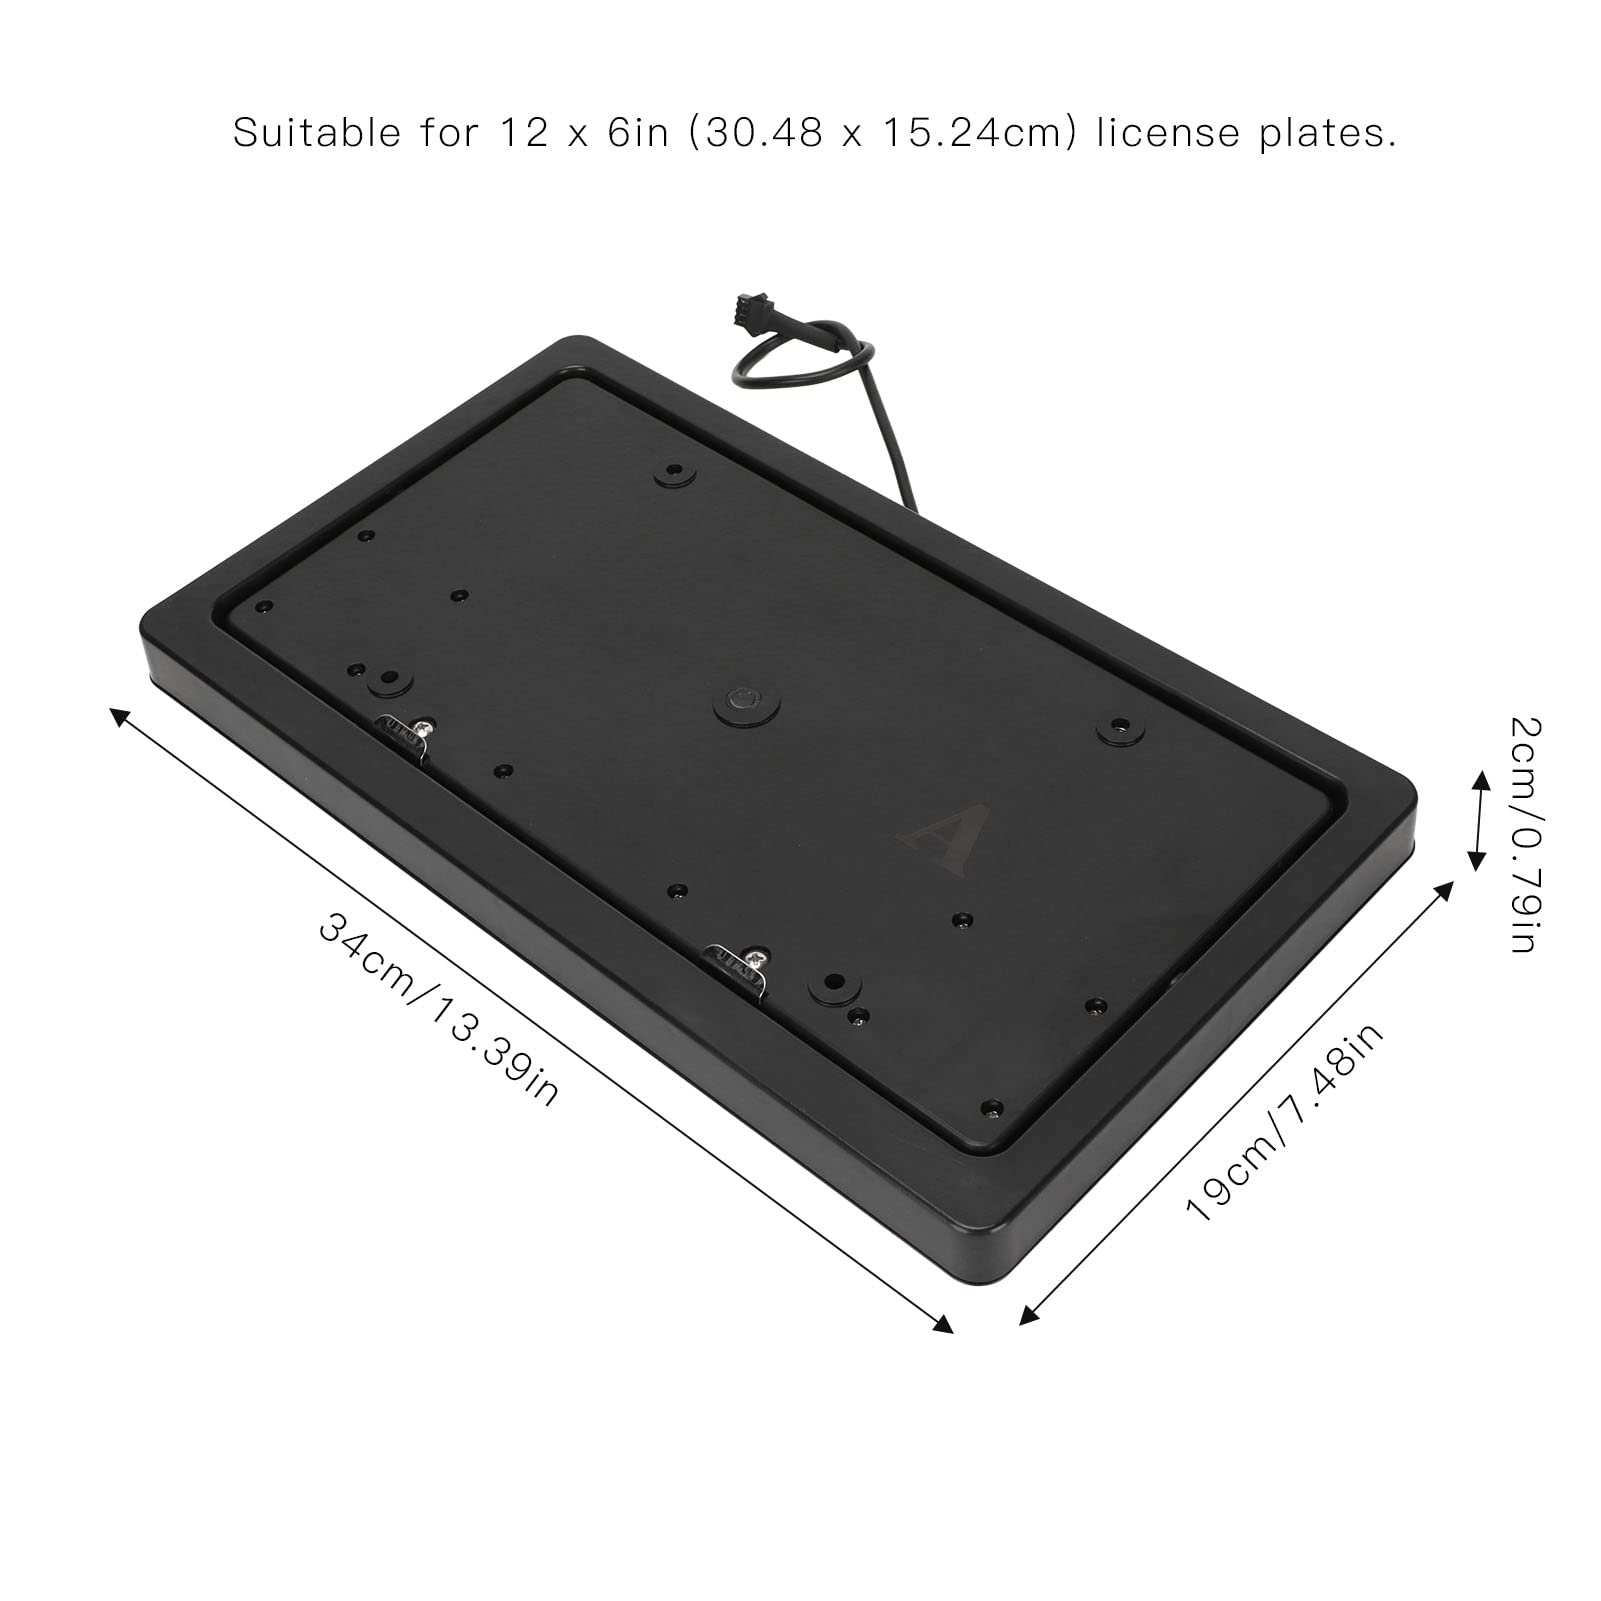 Suitable for 12 x 6in (30.48 x 15.24cm) license plates.
2cm/0.79in
34cm/13.39in
19cm/7.48in
A